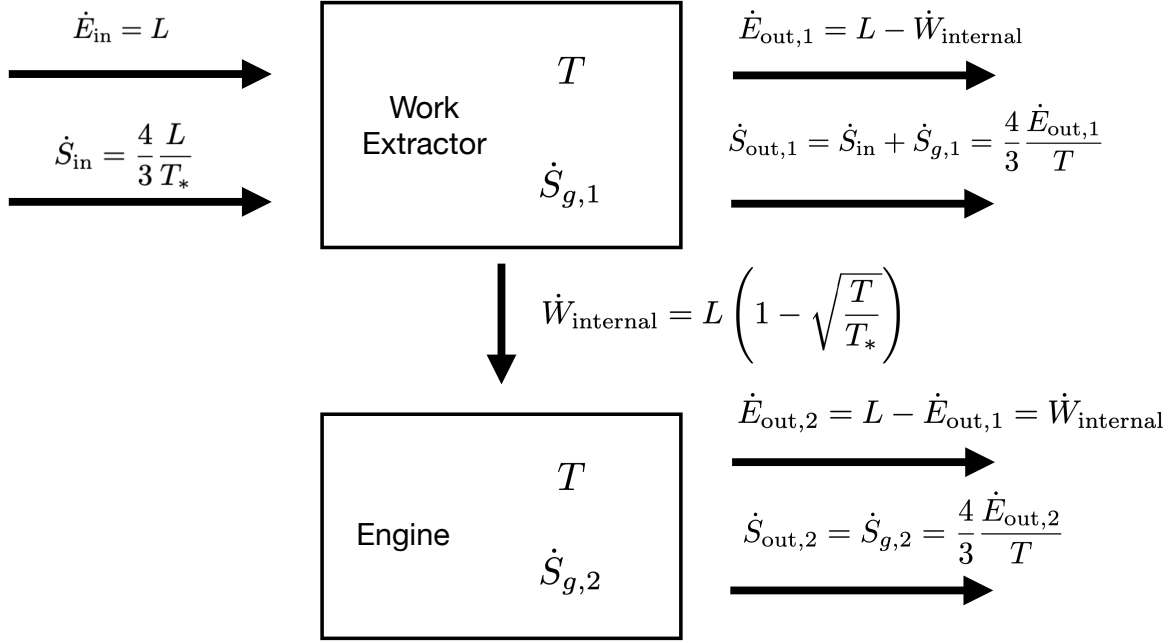 Ė_in = L
Ṡ_in = 4/3 L/T_*
Work
Extractor
T
Ṡ_g,1
Ė_out,1 = L − Ẇ_internal
Ṡ_out,1 = Ṡ_in + Ṡ_g,1 = 4/3 Ė_out,1/T
Ẇ_internal = L (1 − √(T/T_*))
Engine
T
Ṡ_g,2
Ė_out,2 = L − Ė_out,1 = Ẇ_internal
Ṡ_out,2 = Ṡ_g,2 = 4/3 Ė_out,2/T